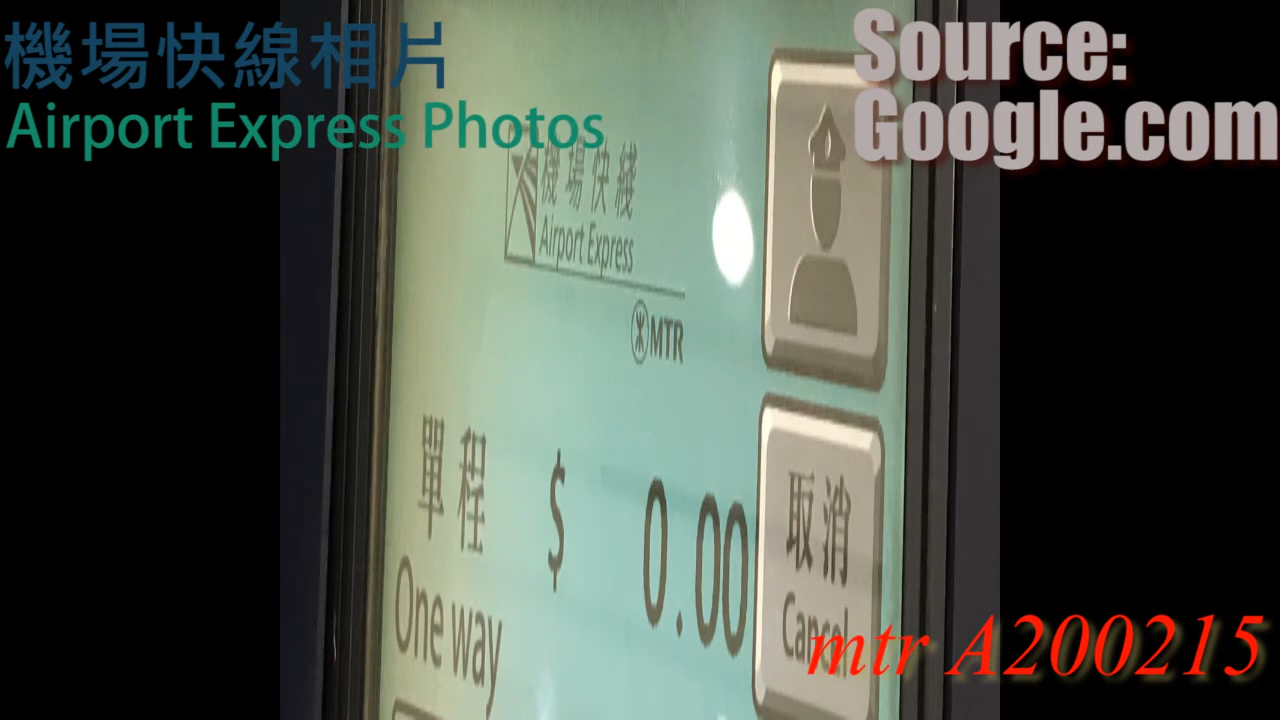 機場快線相片
Airport Express Photos
Source:
Google.com
機場快綫
Airport Express
MTR
單程
One way
$ 0.00
取消
Cancel
mtr A200215